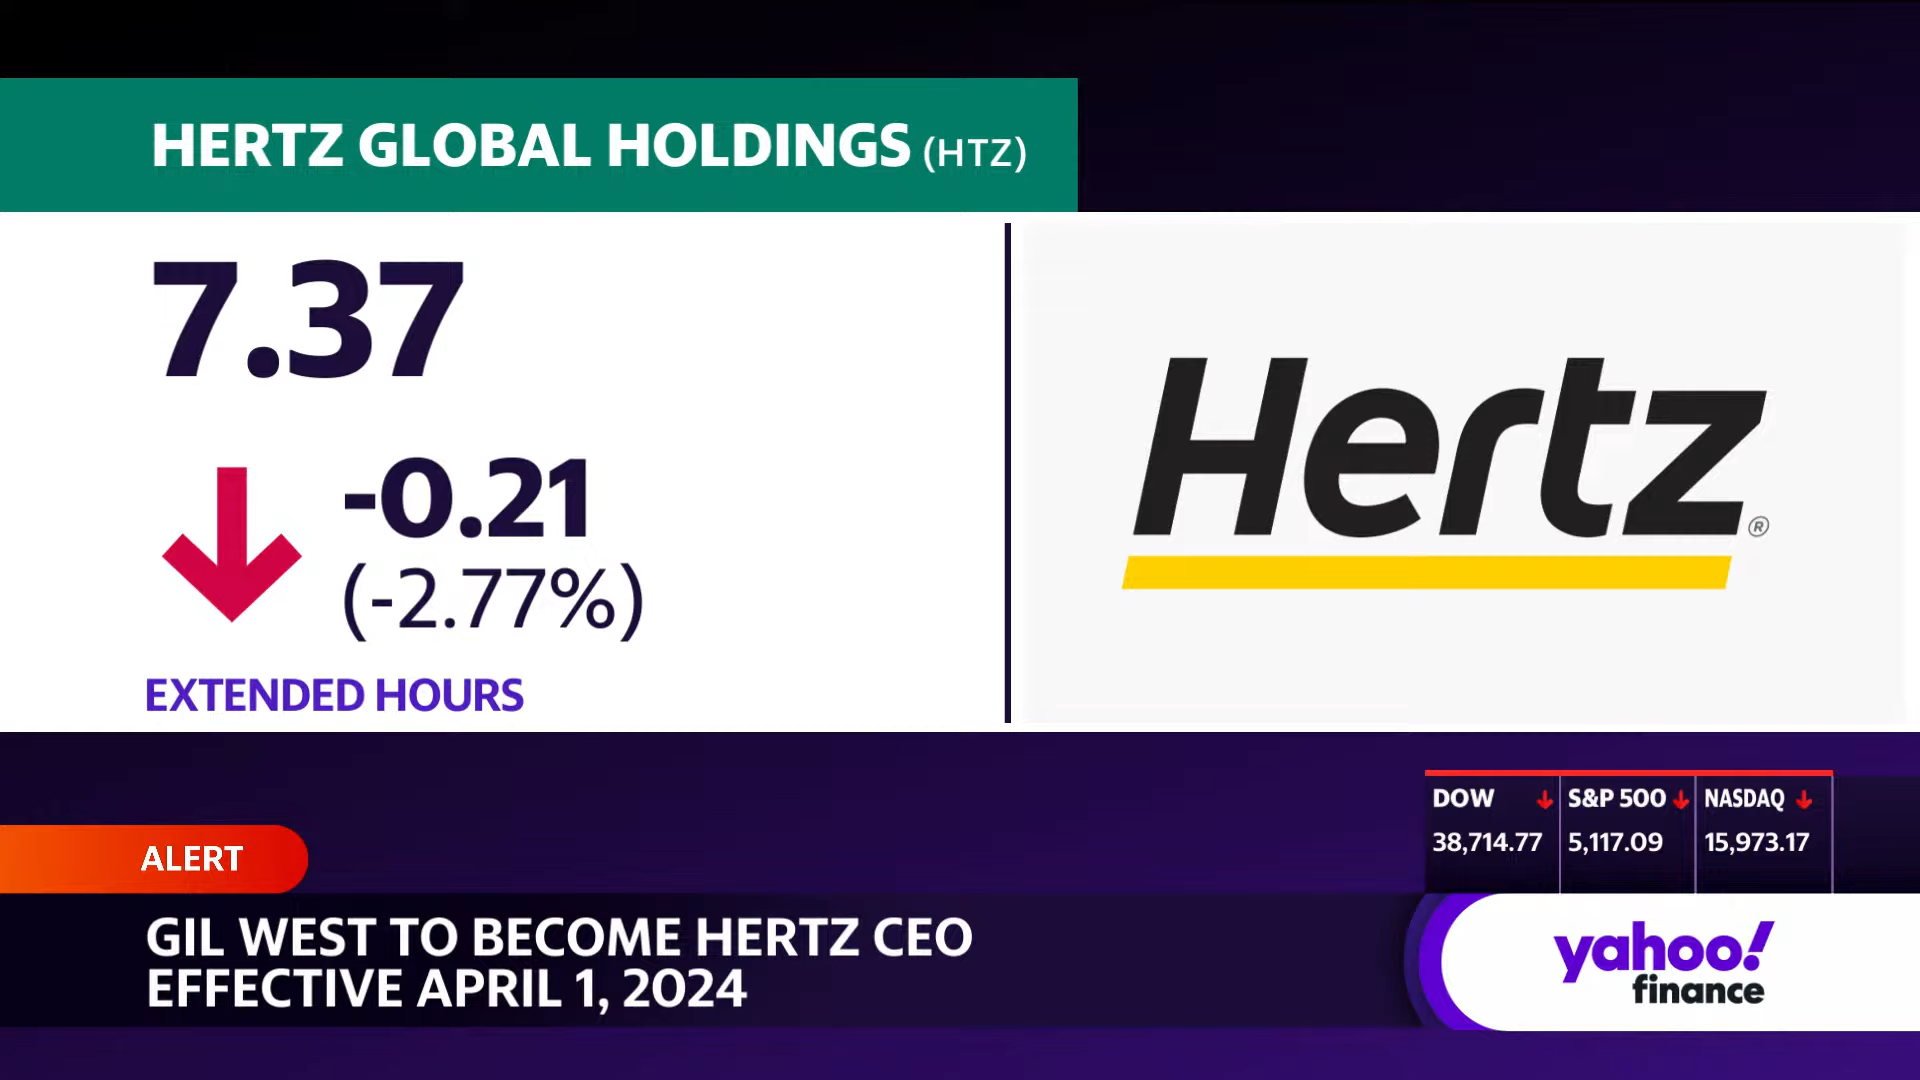 HERTZ GLOBAL HOLDINGS (HTZ)
7.37
-0.21
(-2.77%)
EXTENDED HOURS
Hertz®
DOW S&P 500 NASDAQ
38,714.77 5,117.09 15,973.17
ALERT
GIL WEST TO BECOME HERTZ CEO
EFFECTIVE APRIL 1, 2024
yahoo!
finance